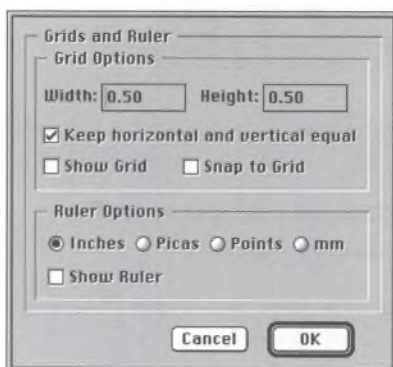 Grids and Ruler
Grid Options
Width: 0.50 Height: 0.50
Keep horizontal and vertical equal
Show Grid Snap to Grid
Ruler Options
Inches Picas Points mm
Show Ruler
Cancel OK